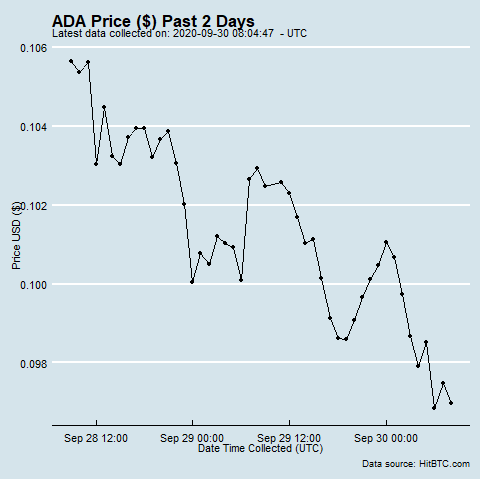 ADA Price ($) Past 2 Days
Latest data collected on: 2020-09-30 08:04:47 - UTC
0.106
0.104
0.102
0.100
0.098
Price USD ($)
Sep 28 12:00 Sep 29 00:00 Sep 29 12:00 Sep 30 00:00
Date Time Collected (UTC)
Data source: HitBTC.com